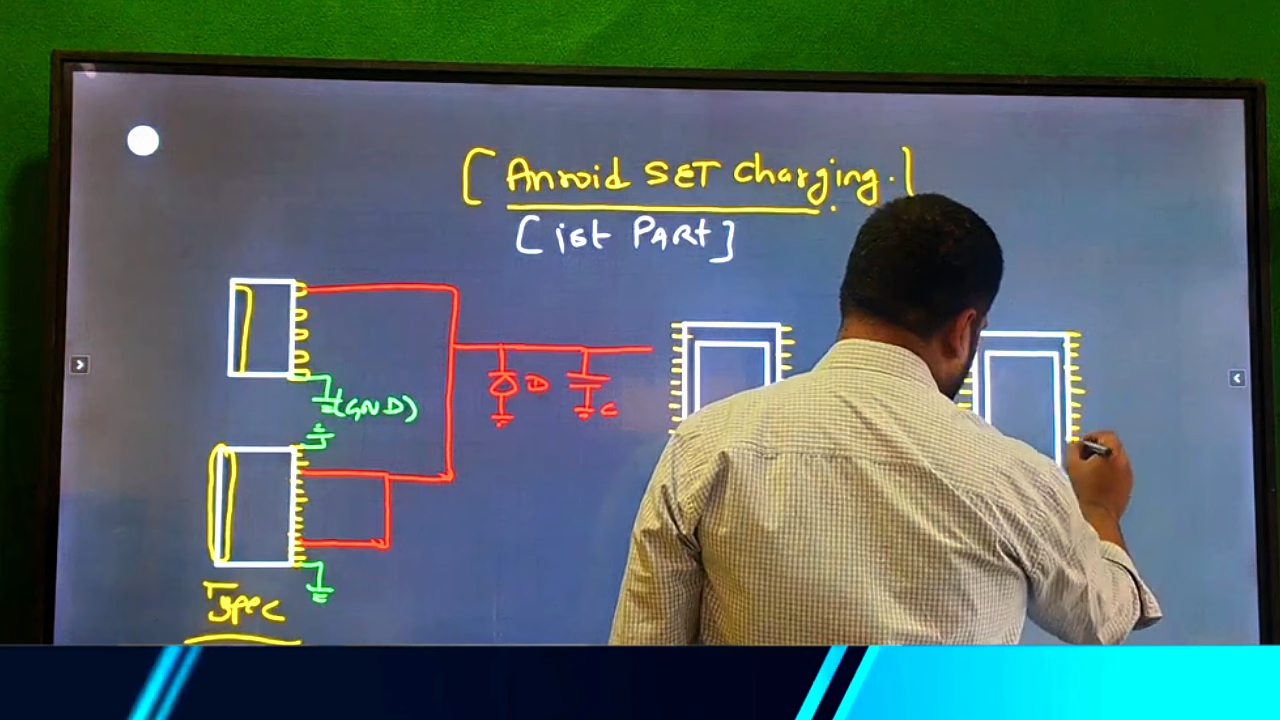 [Anroid SET charging.]
[ist PART]
D
C
(GND)
Type C